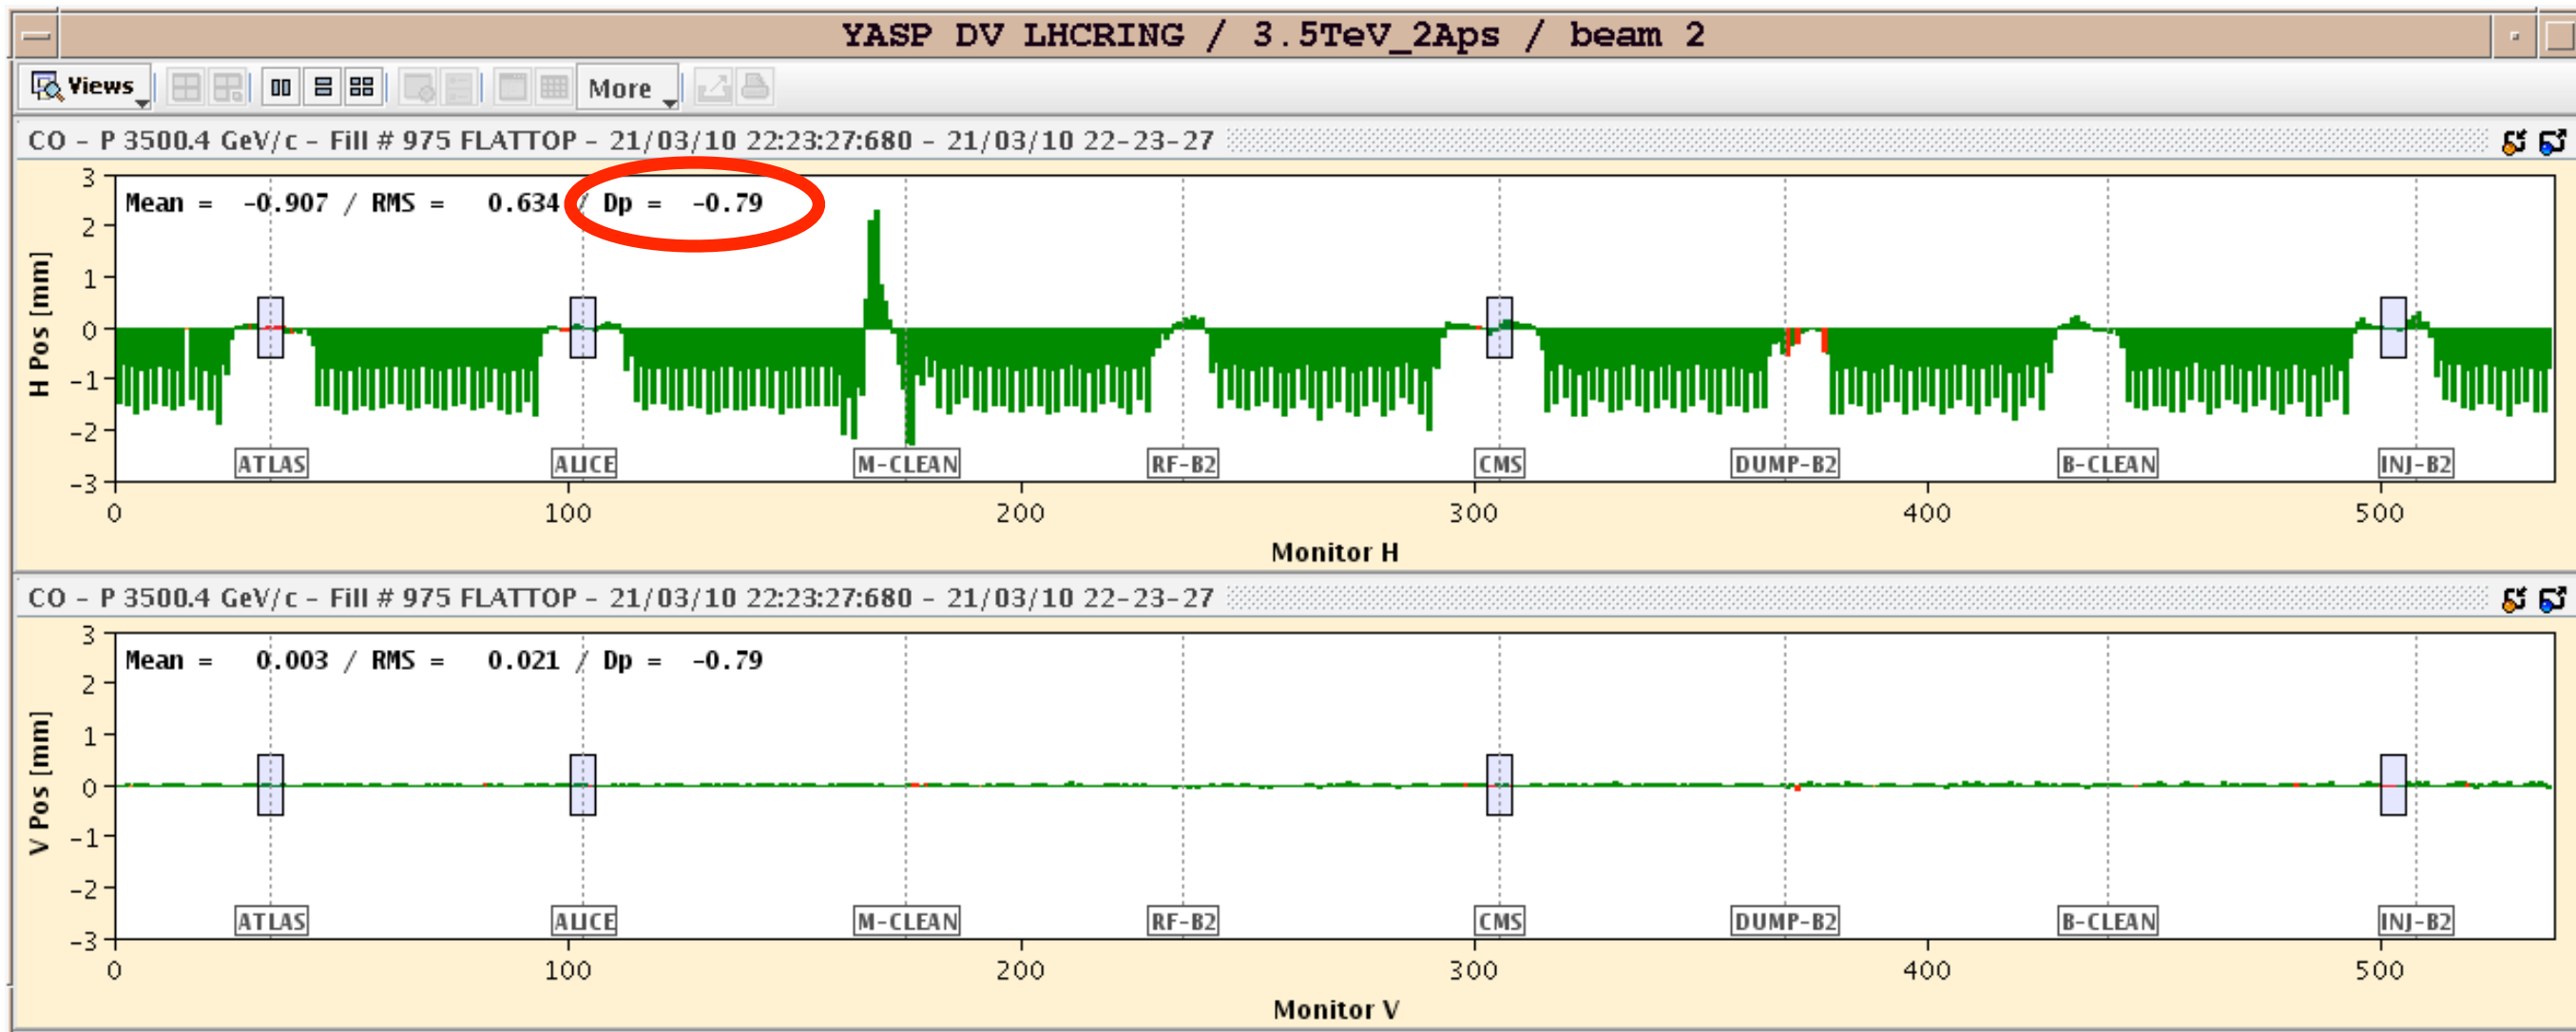 YASP DV LHCRING / 3.5TeV_2Aps / beam 2
Views More
CO - P 3500.4 GeV/c - Fill # 975 FLATTOP - 21/03/10 22:23:27:680 - 21/03/10 22-23-27
Mean = -0.907 / RMS = 0.634 / Dp = -0.79
3
2
1
0
-1
-2
-3
H Pos [mm]
ATLAS ALICE M-CLEAN RF-B2 CMS DUMP-B2 B-CLEAN INJ-B2
0 100 200 300 400 500
Monitor H
CO - P 3500.4 GeV/c - Fill # 975 FLATTOP - 21/03/10 22:23:27:680 - 21/03/10 22-23-27
Mean = 0.003 / RMS = 0.021 / Dp = -0.79
3
2
1
0
-1
-2
-3
V Pos [mm]
ATLAS ALICE M-CLEAN RF-B2 CMS DUMP-B2 B-CLEAN INJ-B2
0 100 200 300 400 500
Monitor V